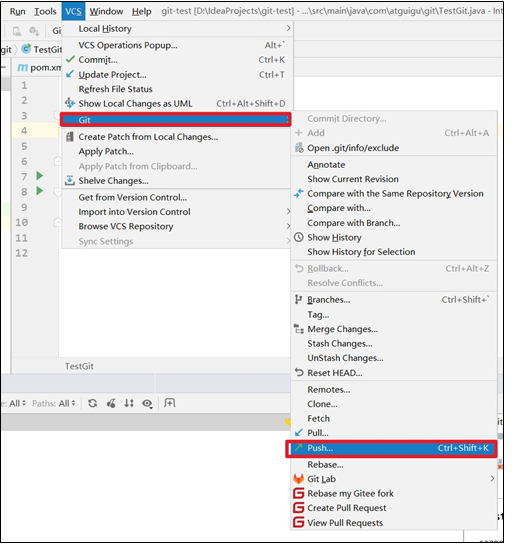 Run Tools VCS Window Help git-test [D:\IdeaProjects\git-test] - ...\src\main\java\com\atguigu\git\TestGit.java - Int
Git
git TestGit
pom.xm
1
2
3
4
5
6
7
8
9
10
11
12
Local History
VCS Operations Popup... Alt+`
Commit... Ctrl+K
Update Project... Ctrl+T
Refresh File Status
Show Local Changes as UML Ctrl+Alt+Shift+D
Git
Create Patch from Local Changes...
Apply Patch...
Apply Patch from Clipboard...
Shelve Changes...
Get from Version Control...
Import into Version Control
Browse VCS Repository
Sync Settings
Commit Directory...
Add Ctrl+Alt+A
Open .git/info/exclude
Annotate
Show Current Revision
Compare with the Same Repository Version
Compare with...
Compare with Branch...
Show History
Show History for Selection
Rollback... Ctrl+Alt+Z
Resolve Conflicts...
Branches... Ctrl+Shift+`
Tag...
Merge Changes...
Stash Changes...
UnStash Changes...
Reset HEAD...
Remotes...
Clone...
Fetch
Pull...
Push... Ctrl+Shift+K
Rebase...
Git Lab
Rebase my Gitee fork
Create Pull Request
View Pull Requests
TestGit
e: All Paths: All